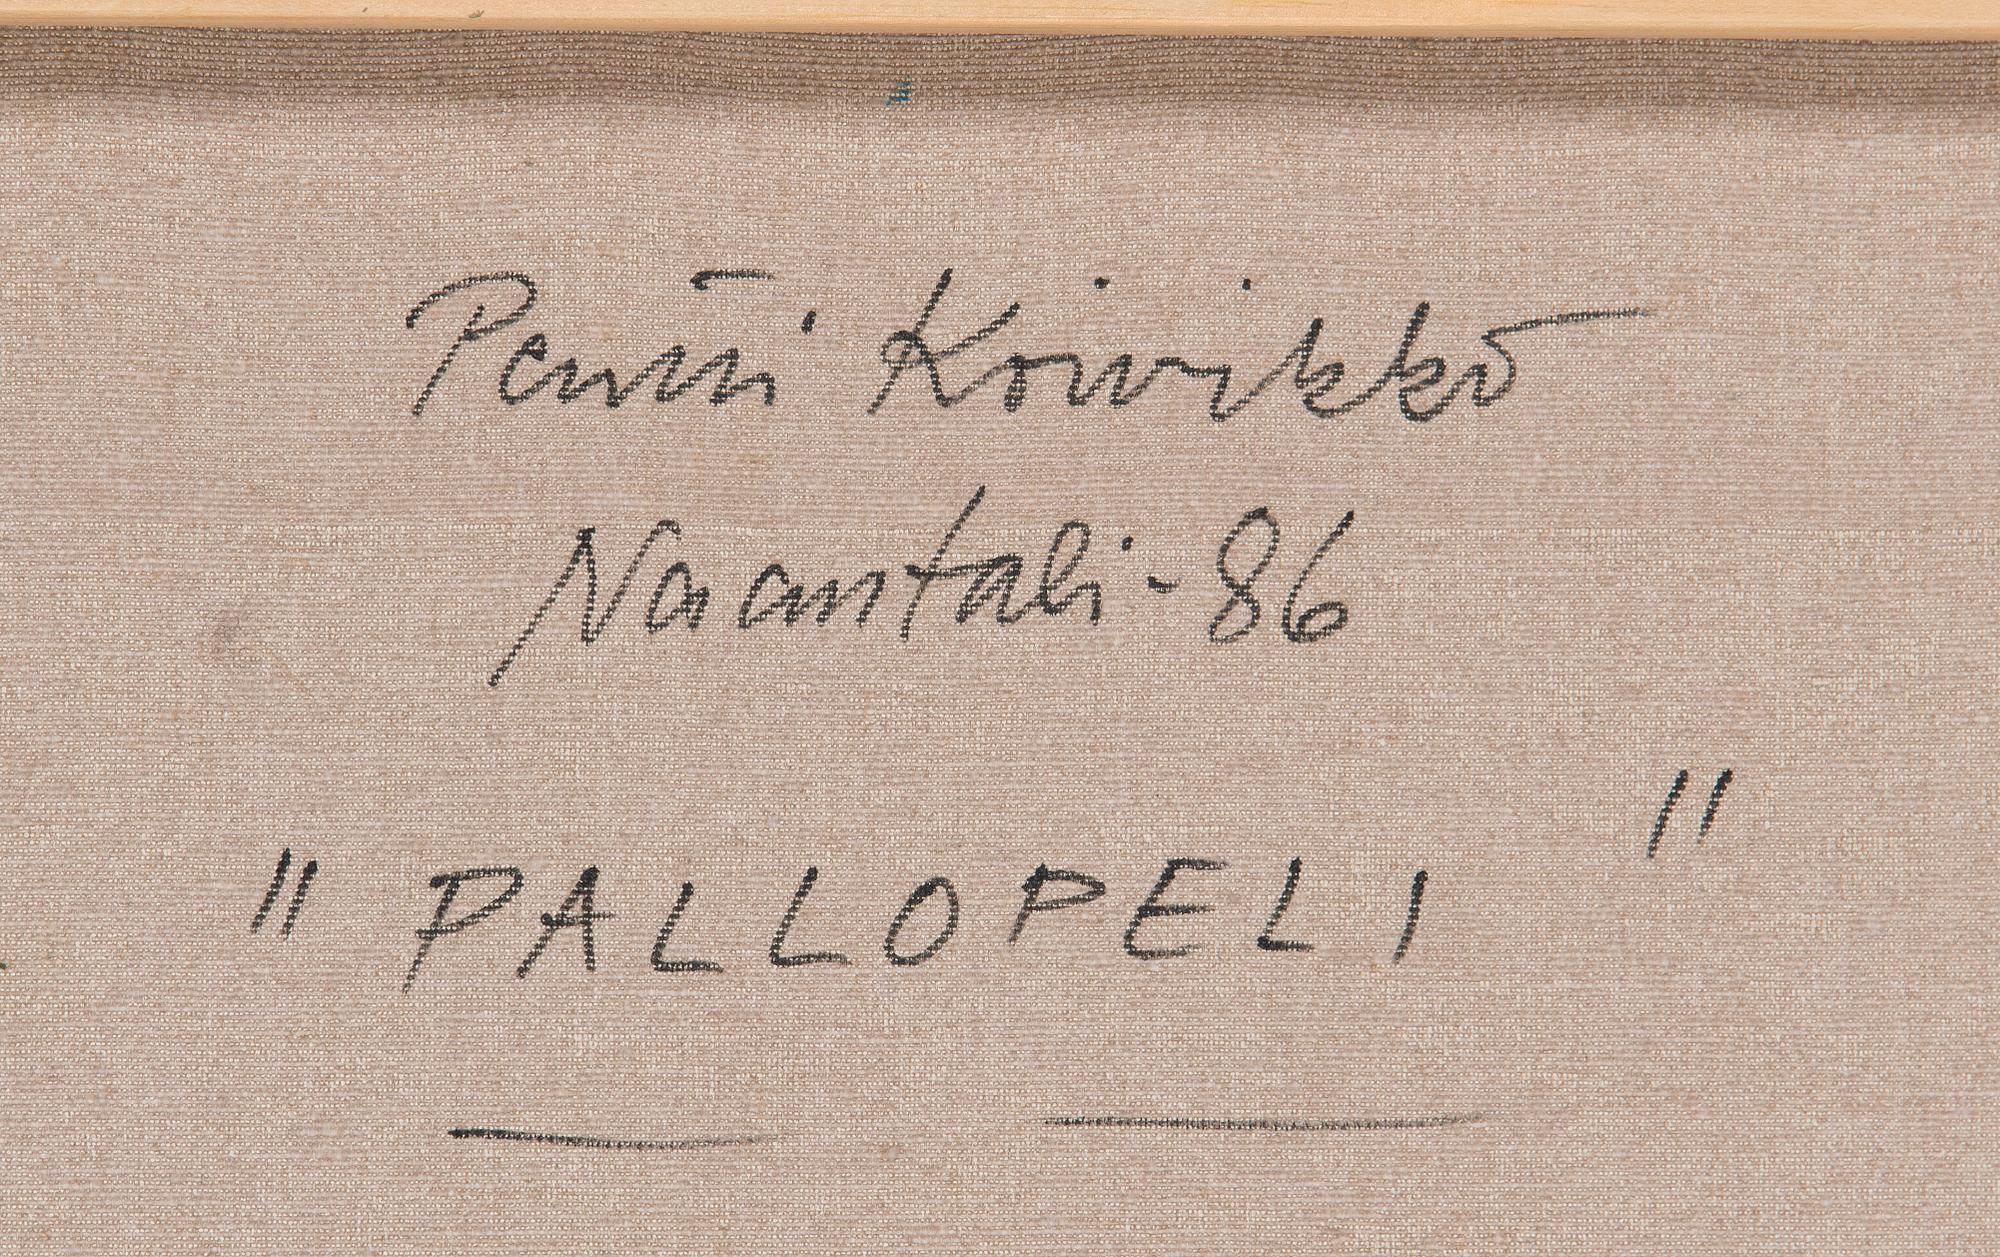 Pentti Koivikko
Naantali - 86
" PALLOPELI "